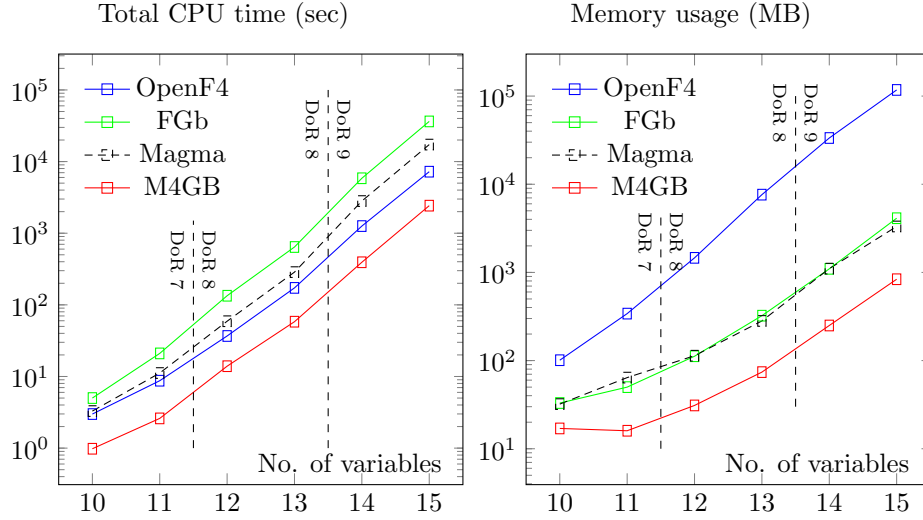 Total CPU time (sec)
10^5
10^4
10^3
10^2
10^1
10^0
OpenF4
FGb
Magma
M4GB
DoR 7
DoR 8
DoR 8
DoR 9
No. of variables
10 11 12 13 14 15
Memory usage (MB)
10^5
10^4
10^3
10^2
10^1
OpenF4
FGb
Magma
M4GB
DoR 7
DoR 8
DoR 8
DoR 9
No. of variables
10 11 12 13 14 15